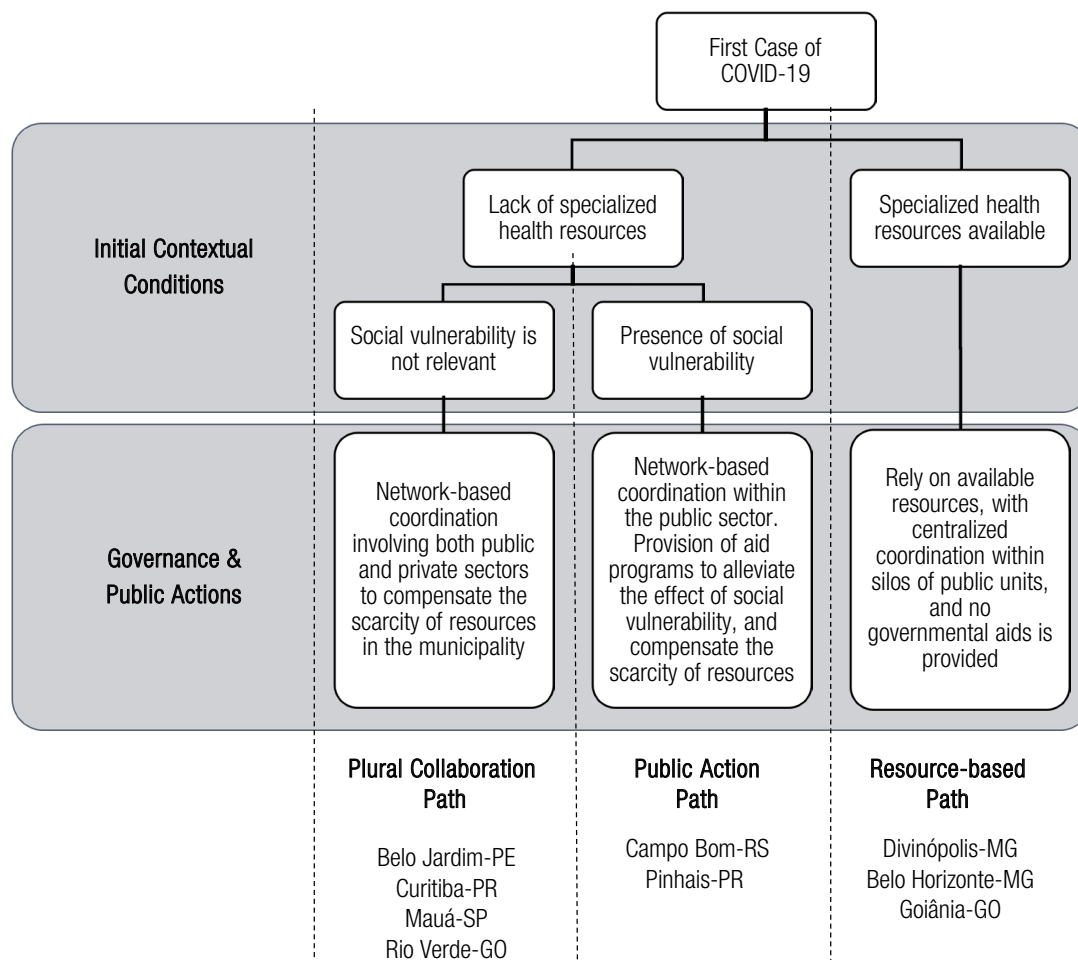 First Case of
COVID-19
Initial Contextual
Conditions
Lack of specialized
health resources
Specialized health
resources available
Social vulnerability is
not relevant
Presence of social
vulnerability
Governance &
Public Actions
Network-based
coordination
involving both public
and private sectors
to compensate the
scarcity of resources
in the municipality
Network-based
coordination within
the public sector.
Provision of aid
programs to alleviate
the effect of social
vulnerability, and
compensate the
scarcity of resources
Rely on available
resources, with
centralized
coordination within
silos of public units,
and no
governmental aids is
provided
Plural Collaboration
Path
Belo Jardim-PE
Curitiba-PR
Mauá-SP
Rio Verde-GO
Public Action
Path
Campo Bom-RS
Pinhais-PR
Resource-based
Path
Divinópolis-MG
Belo Horizonte-MG
Goiânia-GO